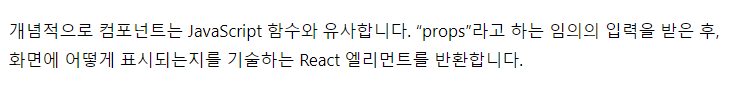 개념적으로 컴포넌트는 JavaScript 함수와 유사합니다. “props”라고 하는 임의의 입력을 받은 후,
화면에 어떻게 표시되는지를 기술하는 React 엘리먼트를 반환합니다.